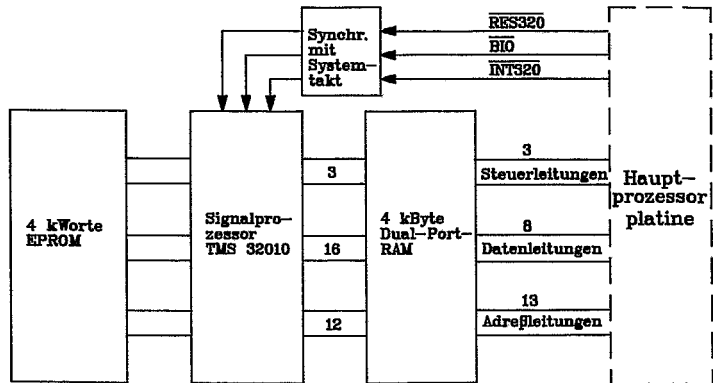 Synchr.
mit
System-
takt
RES320
BIO
INT320
4 kWorte
EPROM
Signalpro-
zessor
TMS 32010
3
16
12
4 kByte
Dual-Port-
RAM
3
Steuerleitungen
8
Datenleitungen
13
Adreßleitungen
Haupt-
prozessor
platine